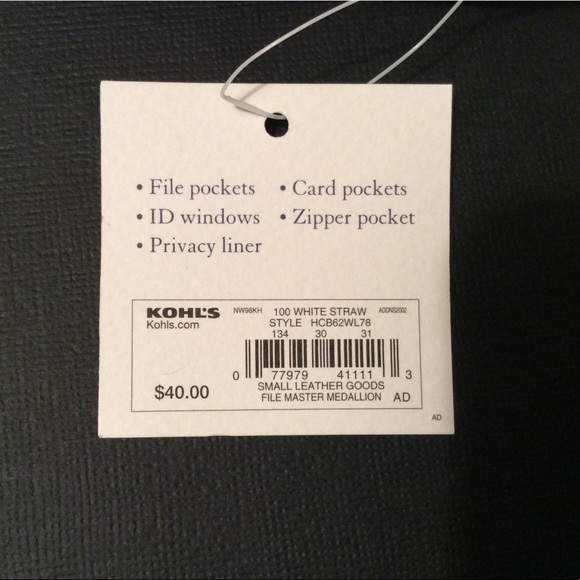 • File pockets • Card pockets
• ID windows • Zipper pocket
• Privacy liner
KOHL'S NW98KH 100 WHITE STRAW ADDNS2002
Kohls.com STYLE HCB62WL78
134 30 31
0 77979 41111 3
$40.00 SMALL LEATHER GOODS
FILE MASTER MEDALLION AD
AD